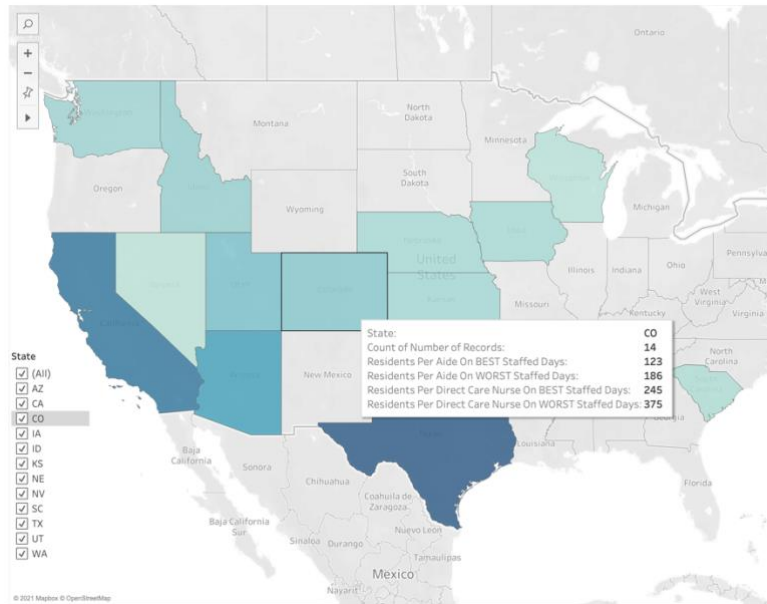 Ontario
North
Dakota
Montana
Minnesota
South
Dakota
Oregon
Idaho
Wyoming
Wisconsin
Michigan
Nebraska
Iowa
United
States
Nevada
Utah
Colorado
Kansas
Illinois
Indiana
Ohio
Pennsylva
Missouri
West
Virginia
Virginia
Kentucky
California
State
(All)
AZ
CA
CO
IA
ID
KS
NE
NV
SC
TX
UT
WA
State: CO
Count of Number of Records: 14
Residents Per Aide On BEST Staffed Days: 123
Residents Per Aide On WORST Staffed Days: 186
Residents Per Direct Care Nurse On BEST Staffed Days: 245
Residents Per Direct Care Nurse On WORST Staffed Days: 375
Arizona
New Mexico
North
Carolina
Georgia
Texas
Louisiana
Florida
Baja
California
Sonora
Chihuahua
Coahuila de
Zaragoza
Baja California
Sur
Nuevo León
Sinaloa
Durango
Tamaulipas
Mexico
Nayarit
© 2021 Mapbox © OpenStreetMap